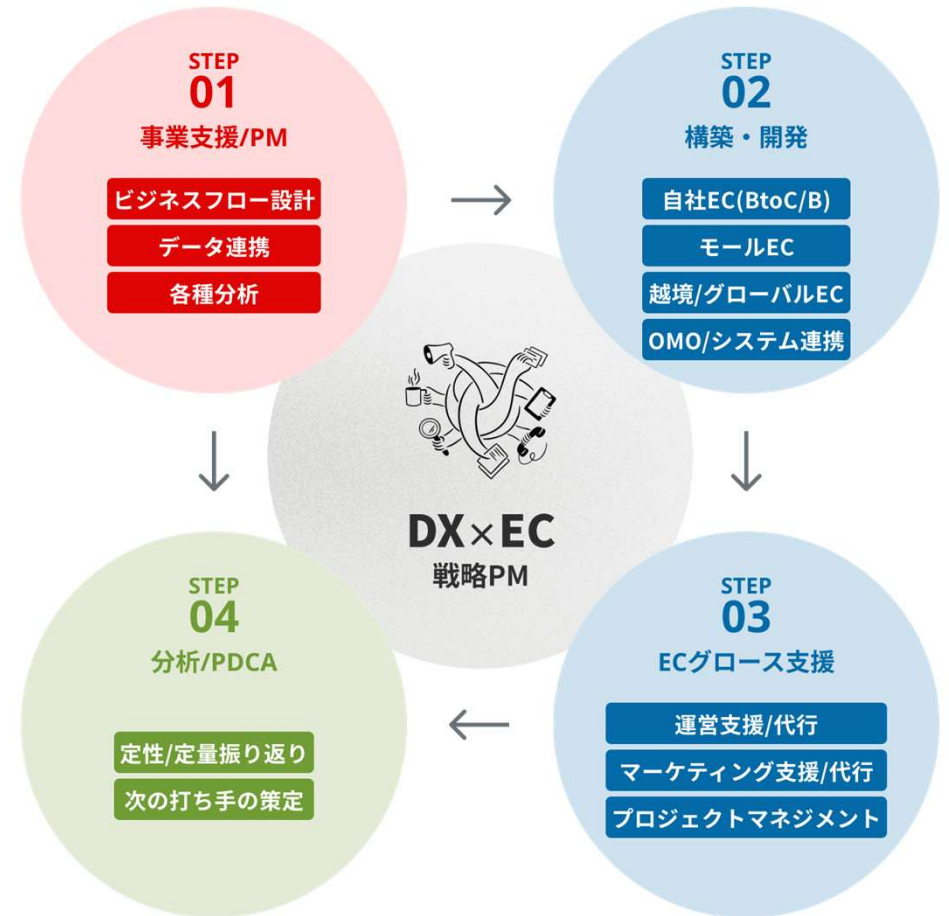 STEP
01
事業支援/PM
ビジネスフロー設計
データ連携
各種分析
STEP
02
構築・開発
自社EC(BtoC/B)
モールEC
越境/グローバルEC
OMO/システム連携
DX×EC
戦略PM
STEP
03
ECグロース支援
運営支援/代行
マーケティング支援/代行
プロジェクトマネジメント
STEP
04
分析/PDCA
定性/定量振り返り
次の打ち手の策定